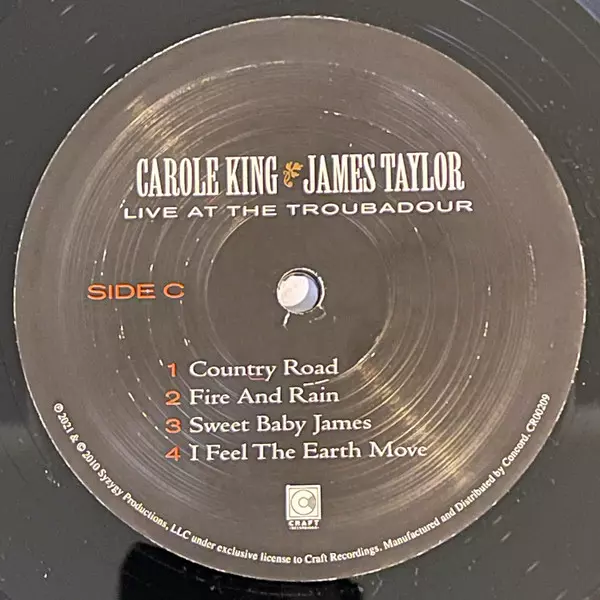 CAROLE KING JAMES TAYLOR
LIVE AT THE TROUBADOUR
SIDE C
1 Country Road
2 Fire And Rain
3 Sweet Baby James
4 I Feel The Earth Move
C
CRAFT
RECORDINGS
℗ 2021 & © 2010 Syzygy Productions, LLC under exclusive license to Craft Recordings. Manufactured and Distributed by Concord. CR00209